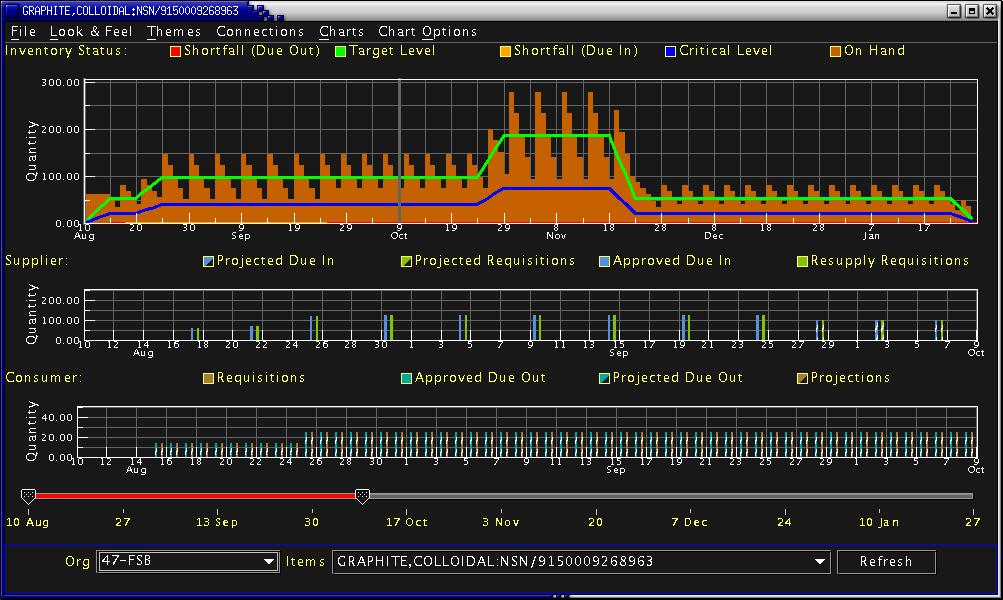 GRAPHITE,COLLOIDAL:NSN/9150009268963
File Look & Feel Themes Connections Charts Chart Options
Inventory Status: Shortfall (Due Out) Target Level Shortfall (Due In) Critical Level On Hand
300.00
200.00
100.00
0.00
Quantity
10 20 30 9 19 29 9 19 29 8 18 28 8 18 28 7 17
Aug Sep Oct Nov Dec Jan
Supplier: Projected Due In Projected Requisitions Approved Due In Resupply Requisitions
200.00
100.00
0.00
Quantity
10 12 14 16 18 20 22 24 26 28 30 1 3 5 7 9 11 13 15 17 19 21 23 25 27 29 1 3 5 7 9
Aug Sep Oct
Consumer: Requisitions Approved Due Out Projected Due Out Projections
40.00
20.00
0.00
Quantity
10 12 14 16 18 20 22 24 26 28 30 1 3 5 7 9 11 13 15 17 19 21 23 25 27 29 1 3 5 7 9
Aug Sep Oct
10 Aug 27 13 Sep 30 17 Oct 3 Nov 20 7 Dec 24 10 Jan 27
Org 47-FSB Items GRAPHITE,COLLOIDAL:NSN/9150009268963 Refresh